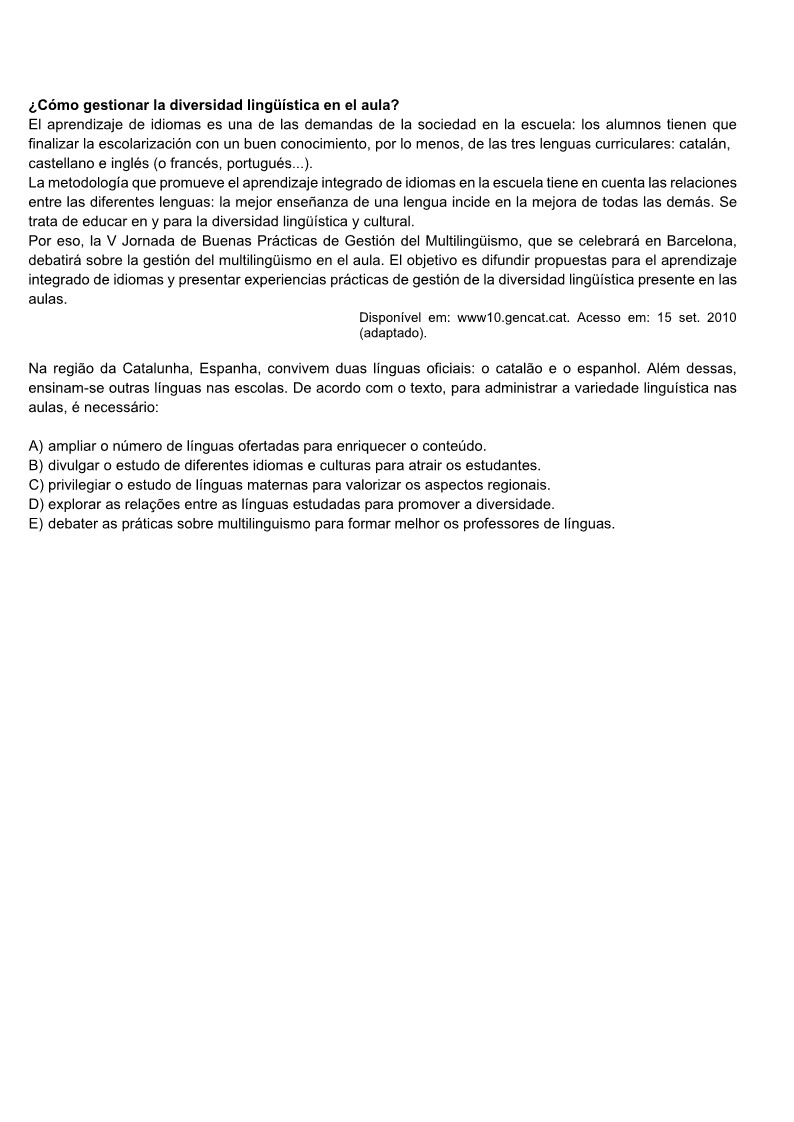 ¿Cómo gestionar la diversidad lingüística en el aula?
El aprendizaje de idiomas es una de las demandas de la sociedad en la escuela: los alumnos tienen que
finalizar la escolarización con un buen conocimiento, por lo menos, de las tres lenguas curriculares: catalán,
castellano e inglés (o francés, portugués...).
La metodología que promueve el aprendizaje integrado de idiomas en la escuela tiene en cuenta las relaciones
entre las diferentes lenguas: la mejor enseñanza de una lengua incide en la mejora de todas las demás. Se
trata de educar en y para la diversidad lingüística y cultural.
Por eso, la V Jornada de Buenas Prácticas de Gestión del Multilingüismo, que se celebrará en Barcelona,
debatirá sobre la gestión del multilingüismo en el aula. El objetivo es difundir propuestas para el aprendizaje
integrado de idiomas y presentar experiencias prácticas de gestión de la diversidad lingüística presente en las
aulas.
Disponível em: www10.gencat.cat. Acesso em: 15 set. 2010
(adaptado).
Na região da Catalunha, Espanha, convivem duas línguas oficiais: o catalão e o espanhol. Além dessas,
ensinam-se outras línguas nas escolas. De acordo com o texto, para administrar a variedade linguística nas
aulas, é necessário:
A) ampliar o número de línguas ofertadas para enriquecer o conteúdo.
B) divulgar o estudo de diferentes idiomas e culturas para atrair os estudantes.
C) privilegiar o estudo de línguas maternas para valorizar os aspectos regionais.
D) explorar as relações entre as línguas estudadas para promover a diversidade.
E) debater as práticas sobre multilinguismo para formar melhor os professores de línguas.